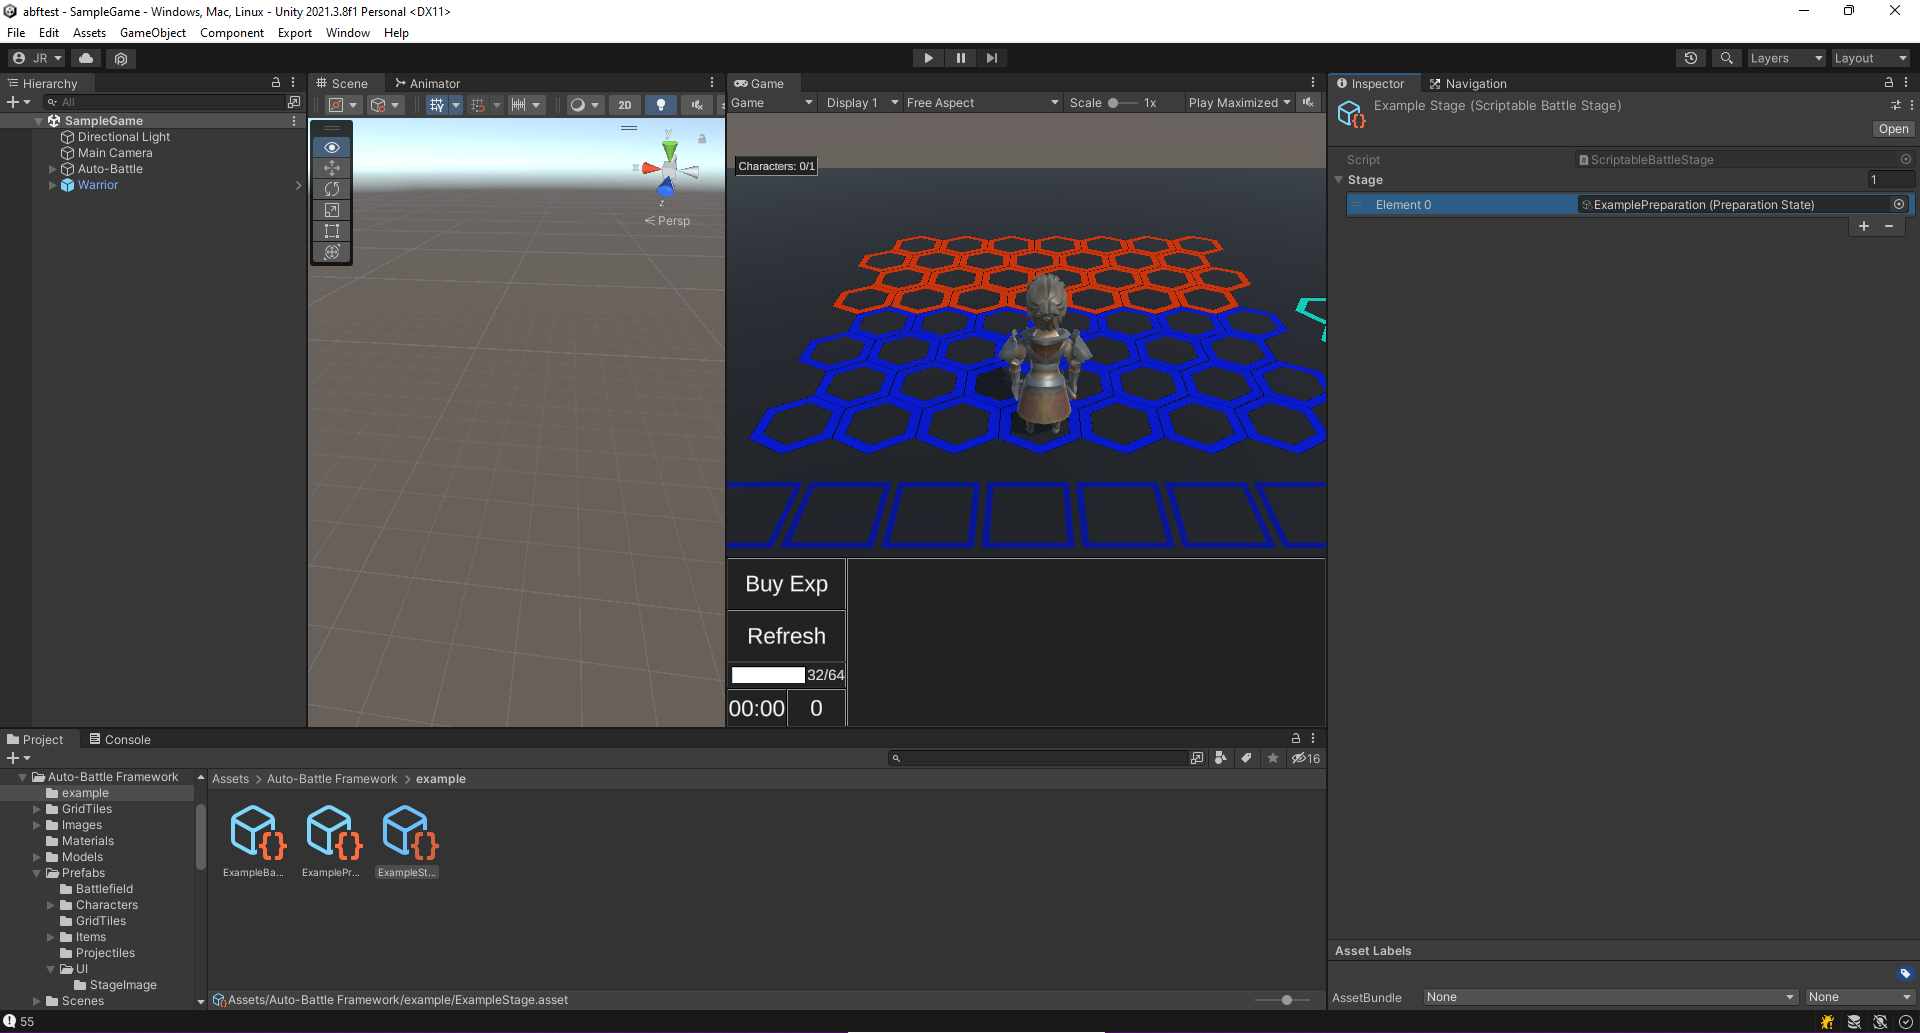 abftest - SampleGame - Windows, Mac, Linux - Unity 2021.3.8f1 Personal <DX11>
File Edit Assets GameObject Component Export Window Help
JR Layers Layout
Hierarchy
All
SampleGame
Directional Light
Main Camera
Auto-Battle
Warrior
Scene Animator
2D
y
x
z
Persp
Game
Game Display 1 Free Aspect Scale 1x Play Maximized
Characters: 0/1
Buy Exp
Refresh
32/64
00:00 0
Inspector Navigation
Example Stage (Scriptable Battle Stage)
Open
Script ScriptableBattleStage
Stage 1
Element 0 ExamplePreparation (Preparation State)
Asset Labels
AssetBundle None None
Project Console
16
Auto-Battle Framework
example
GridTiles
Images
Materials
Models
Prefabs
Battlefield
Characters
GridTiles
Items
Projectiles
UI
StageImage
Scenes
Assets > Auto-Battle Framework > example
ExampleBa... ExamplePr... ExampleSt...
Assets/Auto-Battle Framework/example/ExampleStage.asset
55